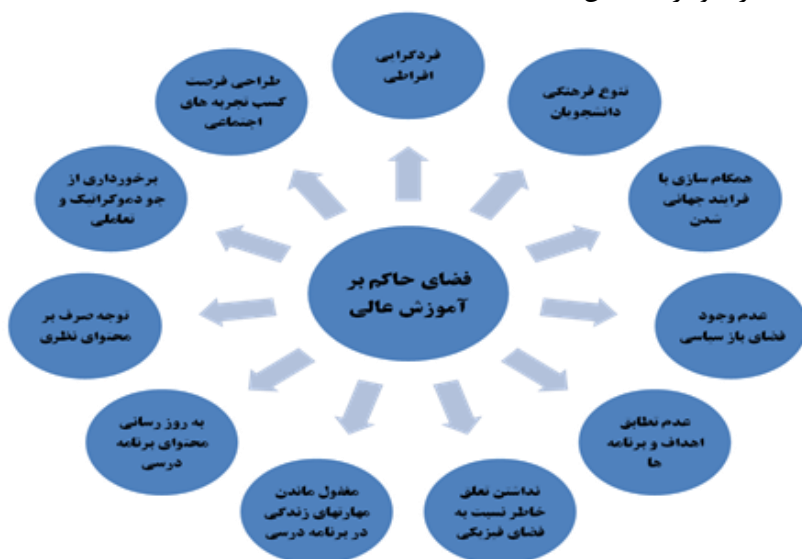 فردگرایی
افراطی
تنوع فرهنگی
دانشجویان
همگام سازی با
فرایند جهانی
شدن
عدم وجود
فضای باز سیاسی
عدم تطابق
اهداف و برنامه
ها
نداشتن تعلق
خاطر نسبت به
فضای فیزیکی
مغفول ماندن
مهارتهای زندگی
در برنامه درسی
به روز رسانی
محتوای برنامه
درسی
توجه صرف بر
محتوای نظری
برخورداری از
جو دموکراتیک و
تعاملی
طراحی فرصت
کسب تجربه های
اجتماعی
فضای حاکم بر
آموزش عالی